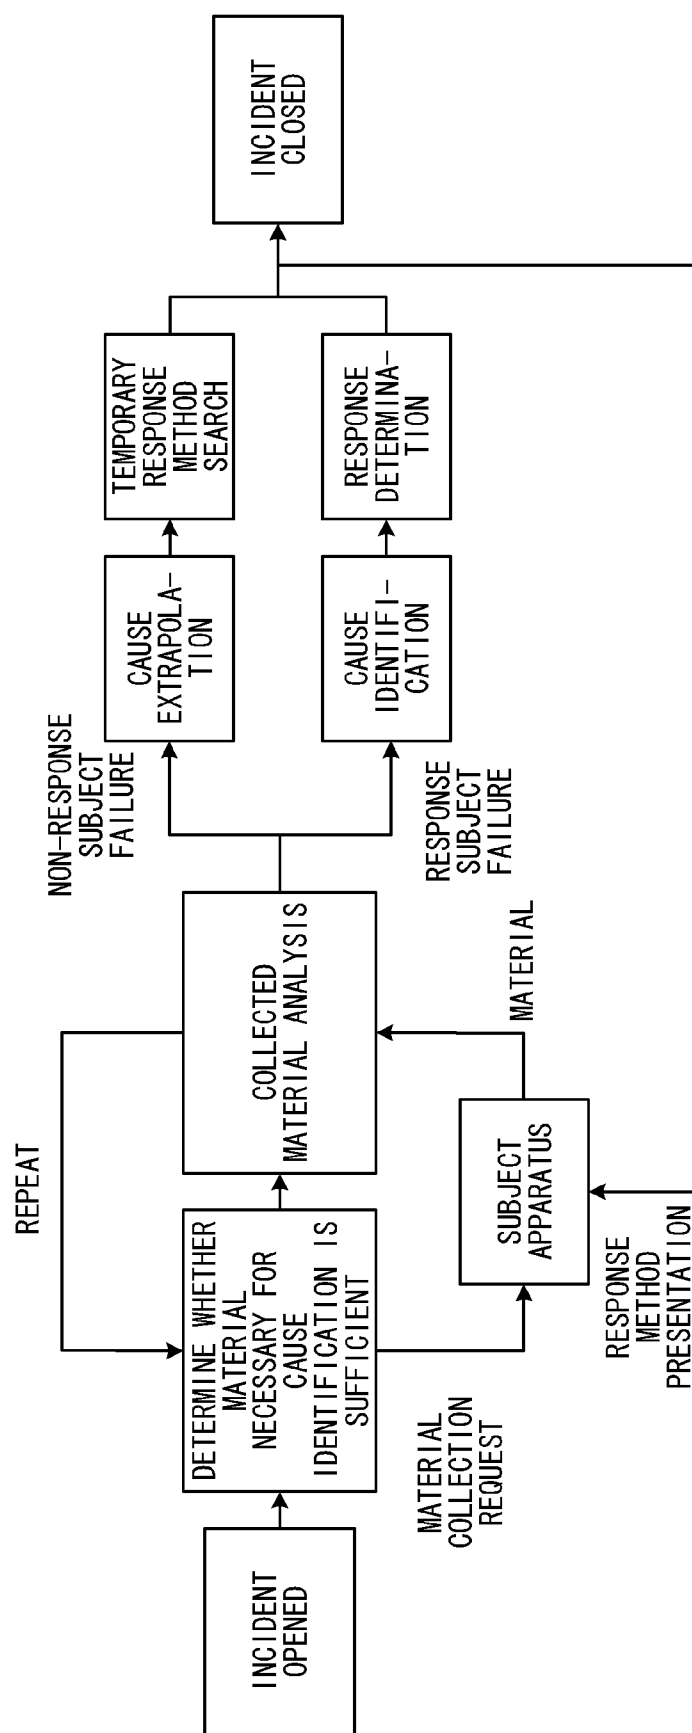 INCIDENT
OPENED
DETERMINE WHETHER
MATERIAL
NECESSARY FOR
CAUSE
IDENTIFICATION IS
SUFFICIENT
REPEAT
MATERIAL
COLLECTION
REQUEST
COLLECTED
MATERIAL ANALYSIS
SUBJECT
APPARATUS
MATERIAL
RESPONSE
METHOD
PRESENTATION
NON-RESPONSE
SUBJECT
FAILURE
RESPONSE
SUBJECT
FAILURE
CAUSE
EXTRAPOLA-
TION
CAUSE
IDENTIFI-
CATION
TEMPORARY
RESPONSE
METHOD
SEARCH
RESPONSE
DETERMINA-
TION
INCIDENT
CLOSED